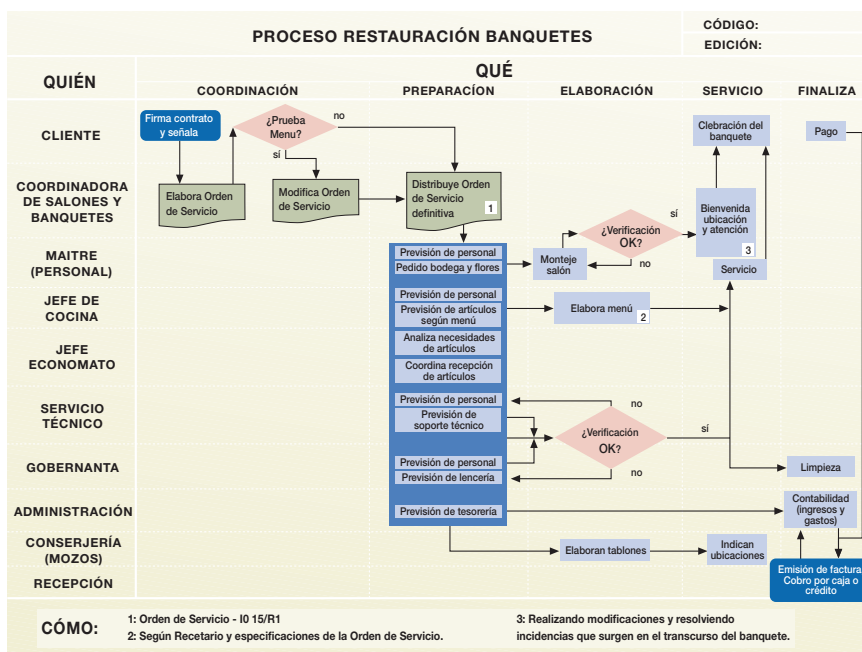 PROCESO RESTAURACIÓN BANQUETES
CÓDIGO:
EDICIÓN:
QUIÉN
QUÉ
COORDINACIÓN
PREPARACÍON
ELABORACIÓN
SERVICIO
FINALIZA
CLIENTE
Firma contrato
y señala
¿Prueba
Menu?
no
sí
Clebración del
banquete
Pago
COORDINADORA
DE SALONES Y
BANQUETES
Elabora Orden
de Servicio
Modifica Orden
de Servicio
Distribuye Orden
de Servicio
definitiva
1
¿Verificación
OK?
sí
no
Bienvenida
ubicación
y atención
3
MAITRE
(PERSONAL)
Previsión de personal
Pedido bodega y flores
Monteje
salón
Servicio
JEFE DE
COCINA
Previsión de personal
Previsión de artículos
según menú
Elabora menú
2
JEFE
ECONOMATO
Analiza necesidades
de artículos
Coordina recepción
de artículos
SERVICIO
TÉCNICO
Previsión de personal
Previsión de
soporte técnico
no
¿Verificación
OK?
sí
no
GOBERNANTA
Previsión de personal
Previsión de lencería
Limpieza
ADMINISTRACIÓN
Previsión de tesorería
Contabilidad
(ingresos y
gastos)
CONSERJERÍA
(MOZOS)
Elaboran tablones
Indican
ubicaciones
RECEPCIÓN
Emisión de factura
Cobro por caja o
crédito
CÓMO:
1: Orden de Servicio - I0 15/R1
2: Según Recetario y especificaciones de la Orden de Servicio.
3: Realizando modificaciones y resolviendo
incidencias que surgen en el transcurso del banquete.